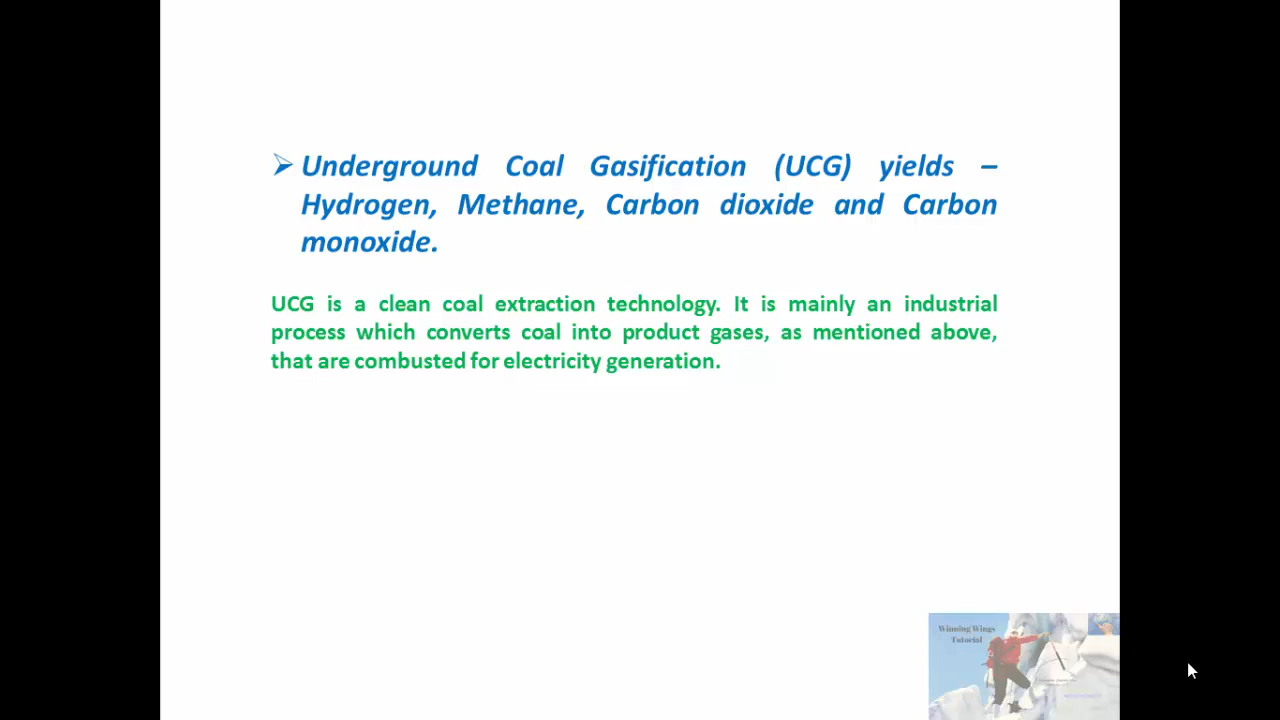 ➢ Underground Coal Gasification (UCG) yields –
Hydrogen, Methane, Carbon dioxide and Carbon
monoxide.
UCG is a clean coal extraction technology. It is mainly an industrial
process which converts coal into product gases, as mentioned above,
that are combusted for electricity generation.
Winning Wings
Tutorial